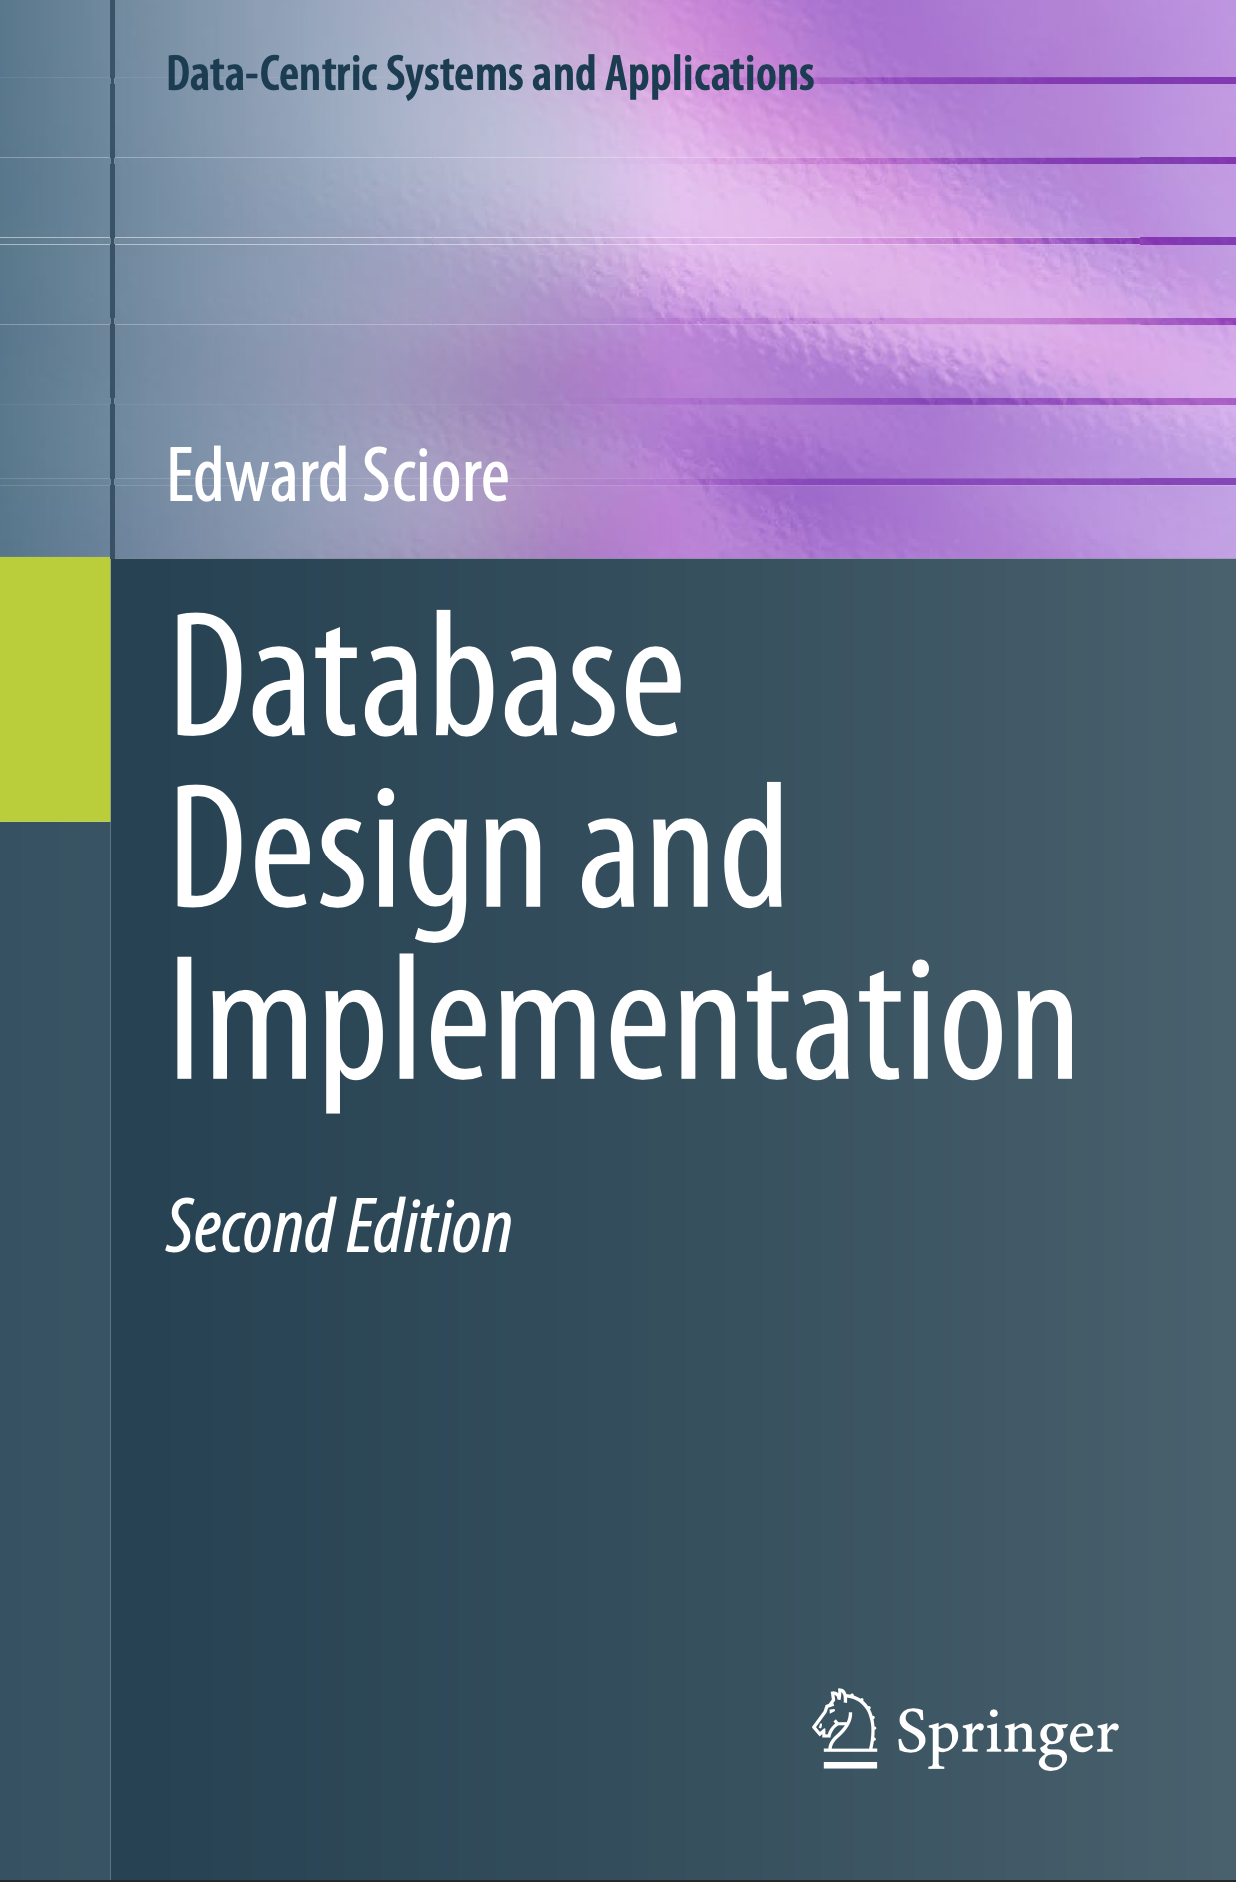 Data-Centric Systems and Applications
Edward Sciore
Database
Design and
Implementation
Second Edition
Springer